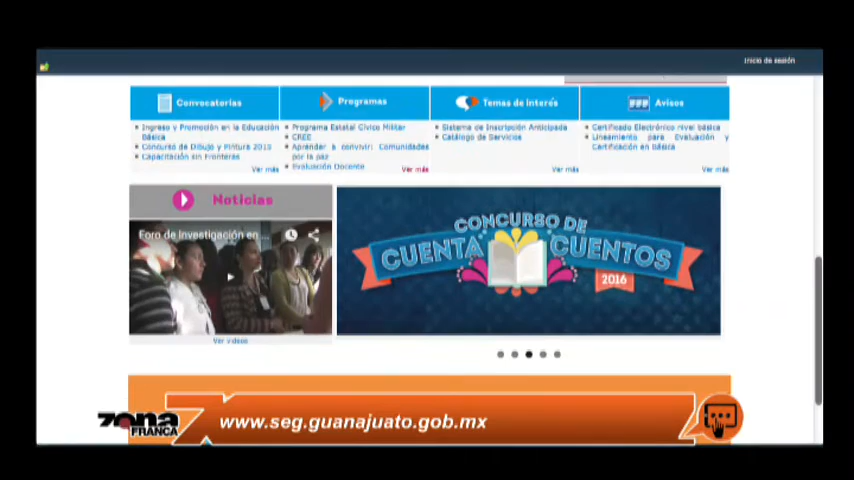 Inicio de sesión
Convocatorias
Programas
Temas de interés
Avisos
Ingreso y Promoción en la Educación Básica
Concurso de Dibujo y Pintura 2015
Capacitación sin Fronteras
Ver más
Programa Estatal Cívico Militar
CREE
Aprender a convivir: Comunidades por la paz
Evaluación Docente
Ver más
Sistema de Inscripción Anticipada
Catálogo de Servicios
Ver más
Certificado Electrónico nivel básica
Lineamiento para Evaluación y Certificación en Básica
Ver más
Noticias
Foro de Investigación en ...
Ver videos
CONCURSO DE
CUENTA CUENTOS
2016
zona
FRANCA
www.seg.guanajuato.gob.mx